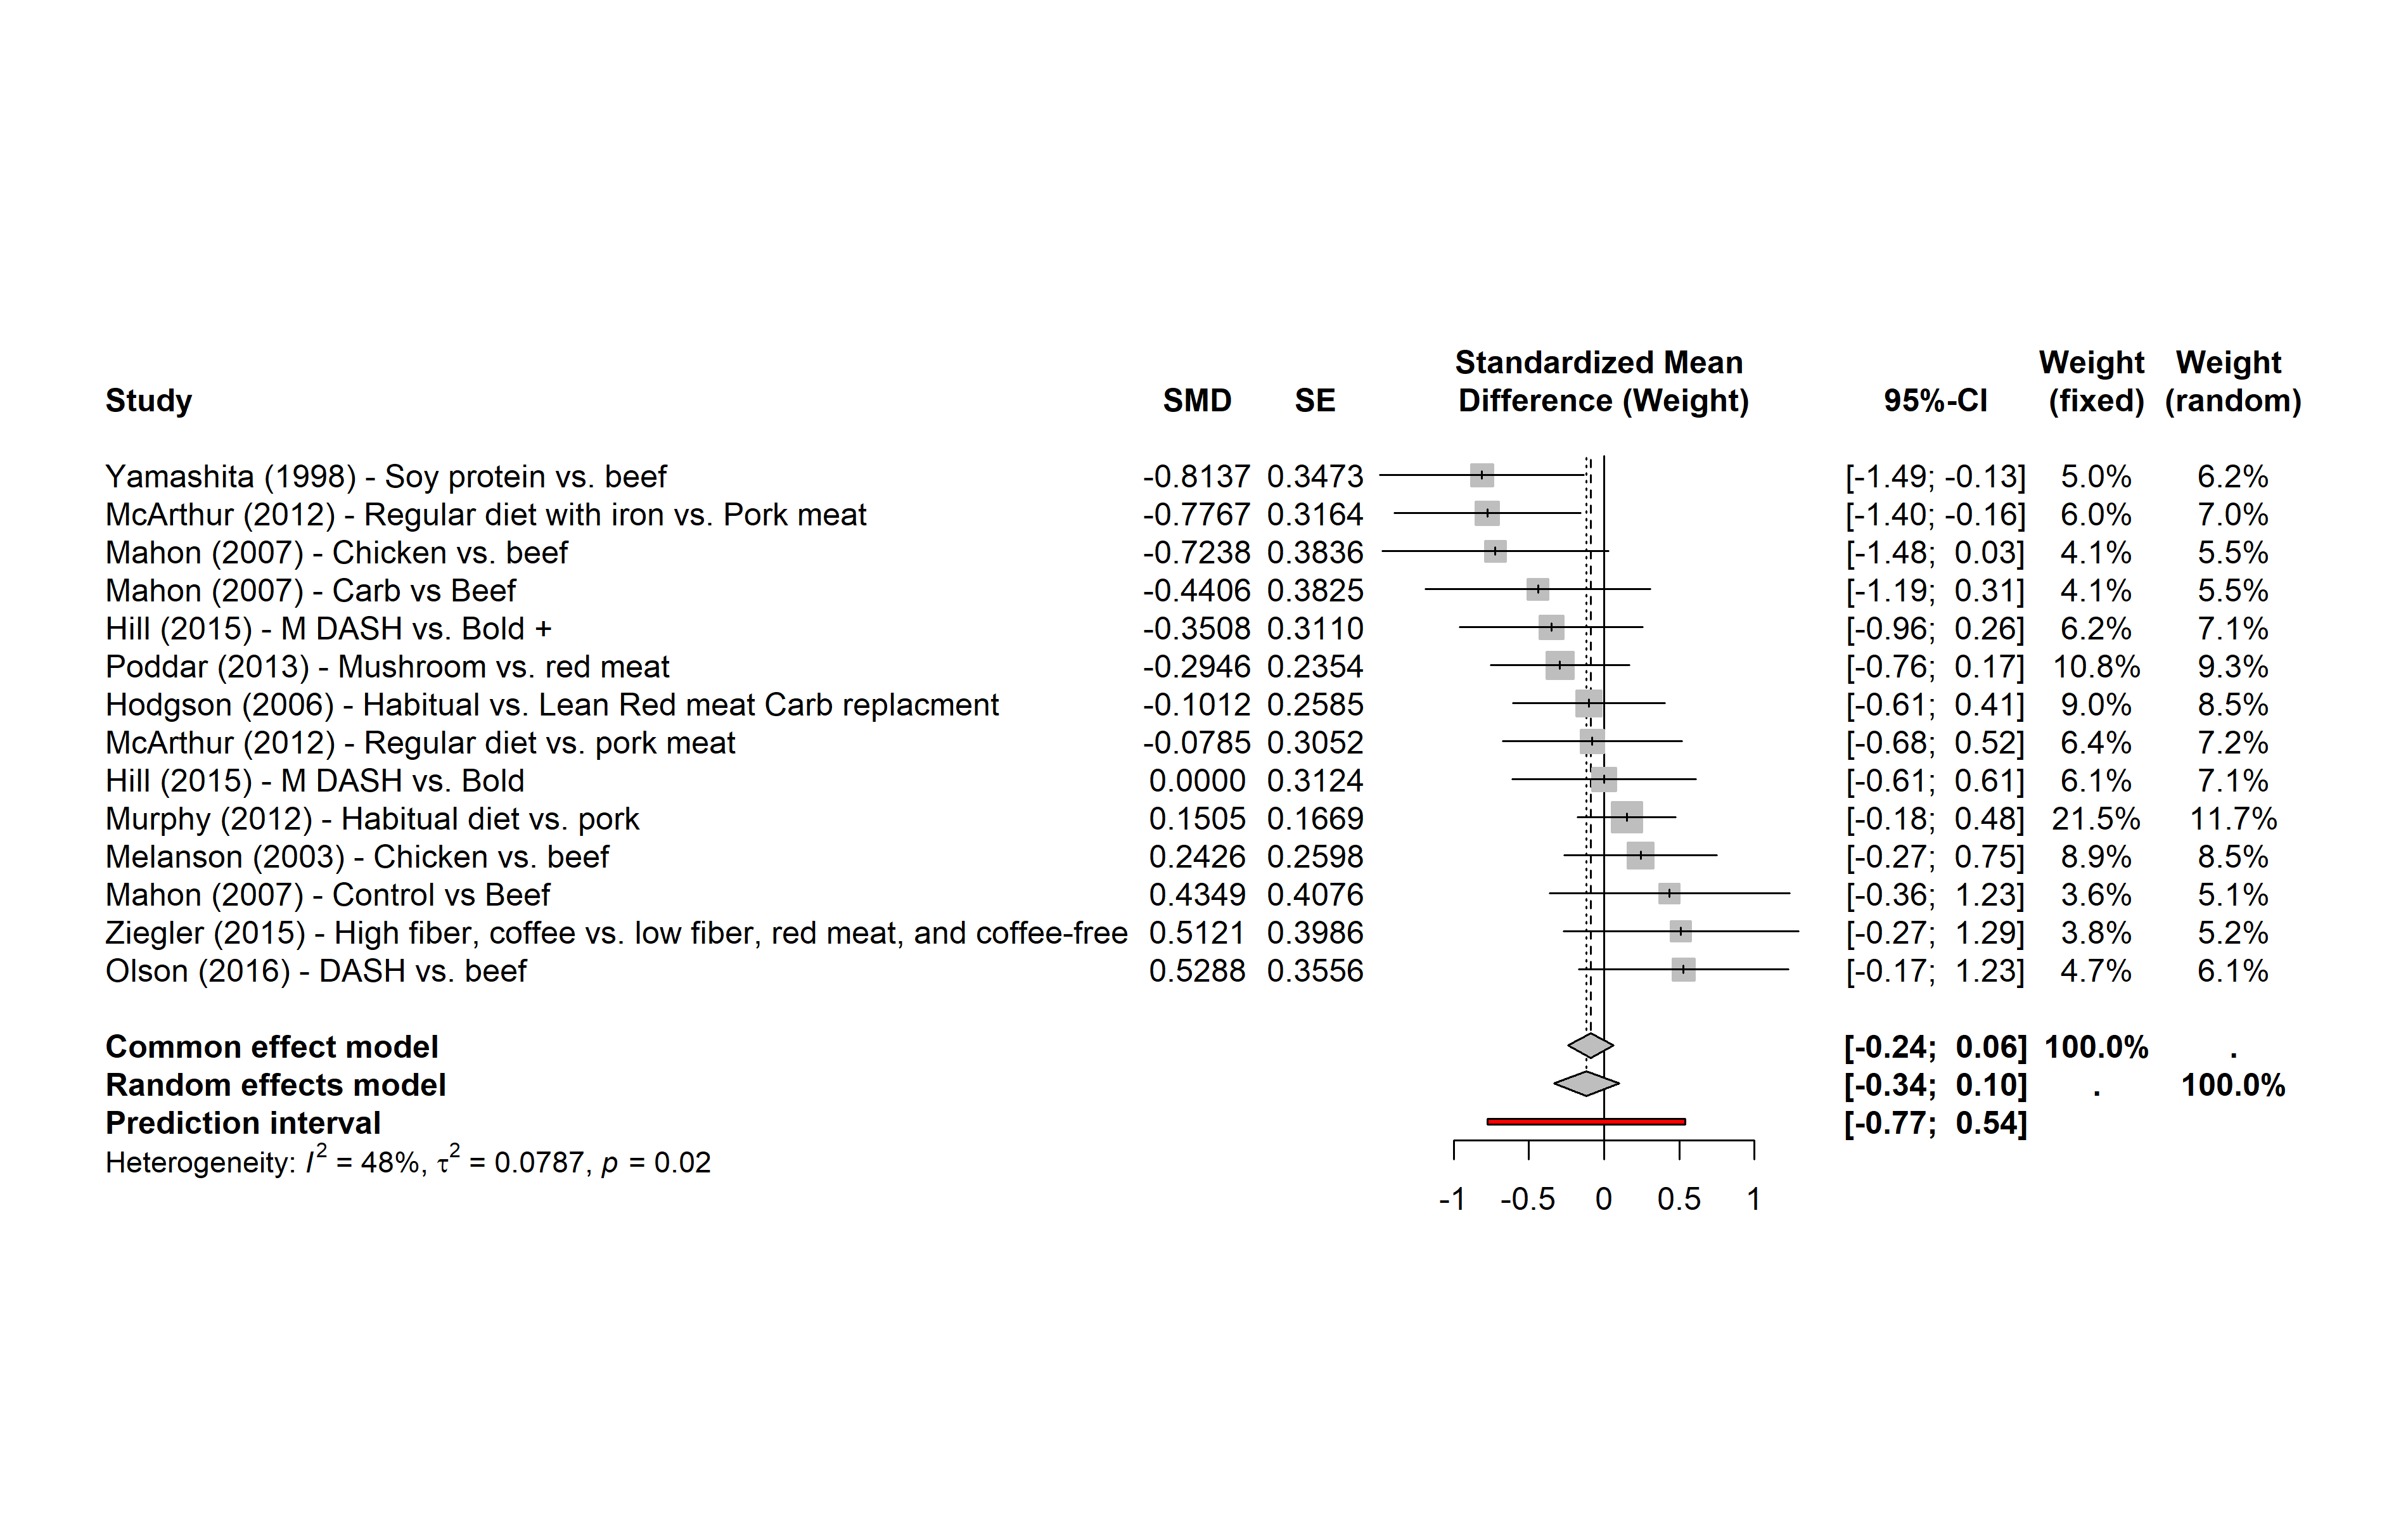 Standardized Mean Weight Weight
Study SMD SE Difference (Weight) 95%-CI (fixed) (random)
Yamashita (1998) - Soy protein vs. beef -0.8137 0.3473 [-1.49; -0.13] 5.0% 6.2%
McArthur (2012) - Regular diet with iron vs. Pork meat -0.7767 0.3164 [-1.40; -0.16] 6.0% 7.0%
Mahon (2007) - Chicken vs. beef -0.7238 0.3836 [-1.48; 0.03] 4.1% 5.5%
Mahon (2007) - Carb vs Beef -0.4406 0.3825 [-1.19; 0.31] 4.1% 5.5%
Hill (2015) - M DASH vs. Bold + -0.3508 0.3110 [-0.96; 0.26] 6.2% 7.1%
Poddar (2013) - Mushroom vs. red meat -0.2946 0.2354 [-0.76; 0.17] 10.8% 9.3%
Hodgson (2006) - Habitual vs. Lean Red meat Carb replacment -0.1012 0.2585 [-0.61; 0.41] 9.0% 8.5%
McArthur (2012) - Regular diet vs. pork meat -0.0785 0.3052 [-0.68; 0.52] 6.4% 7.2%
Hill (2015) - M DASH vs. Bold 0.0000 0.3124 [-0.61; 0.61] 6.1% 7.1%
Murphy (2012) - Habitual diet vs. pork 0.1505 0.1669 [-0.18; 0.48] 21.5% 11.7%
Melanson (2003) - Chicken vs. beef 0.2426 0.2598 [-0.27; 0.75] 8.9% 8.5%
Mahon (2007) - Control vs Beef 0.4349 0.4076 [-0.36; 1.23] 3.6% 5.1%
Ziegler (2015) - High fiber, coffee vs. low fiber, red meat, and coffee-free 0.5121 0.3986 [-0.27; 1.29] 3.8% 5.2%
Olson (2016) - DASH vs. beef 0.5288 0.3556 [-0.17; 1.23] 4.7% 6.1%
Common effect model [-0.24; 0.06] 100.0% .
Random effects model [-0.34; 0.10] . 100.0%
Prediction interval [-0.77; 0.54]
Heterogeneity: I² = 48%, τ² = 0.0787, p = 0.02
-1 -0.5 0 0.5 1